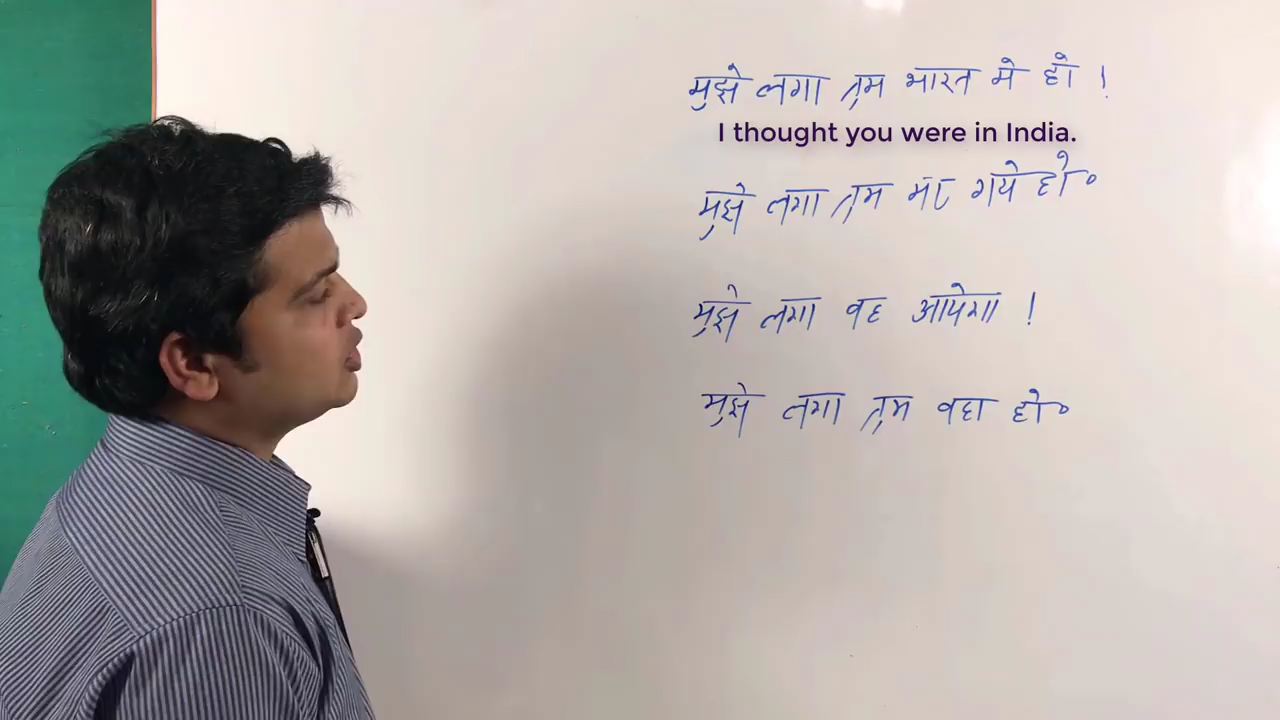 मुझे लगा तुम भारत मे हो !
I thought you were in India.
मुझे लगा तुम मर गये हो.
मुझे लगा वह आयेगा !
मुझे लगा तुम वहा हो.